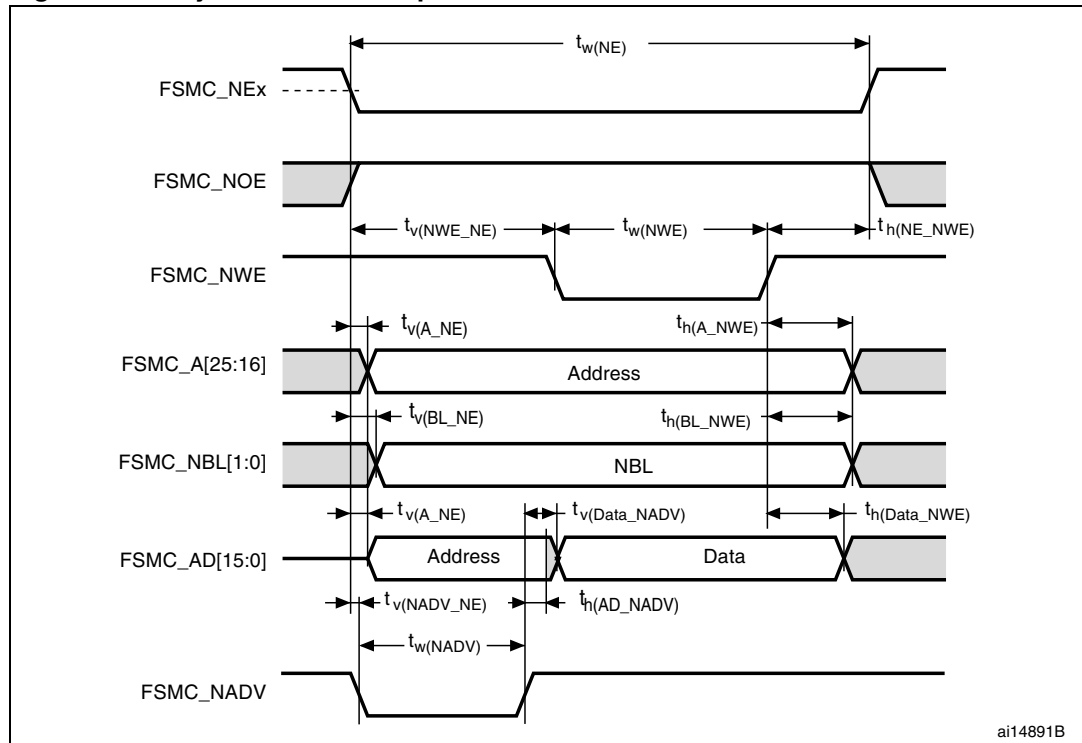 tw(NE)
FSMC_NEx
FSMC_NOE
tv(NWE_NE)
tw(NWE)
th(NE_NWE)
FSMC_NWE
tv(A_NE)
th(A_NWE)
FSMC_A[25:16]
Address
tv(BL_NE)
th(BL_NWE)
FSMC_NBL[1:0]
NBL
tv(A_NE)
tv(Data_NADV)
th(Data_NWE)
FSMC_AD[15:0]
Address
Data
tv(NADV_NE)
th(AD_NADV)
tw(NADV)
FSMC_NADV
ai14891B